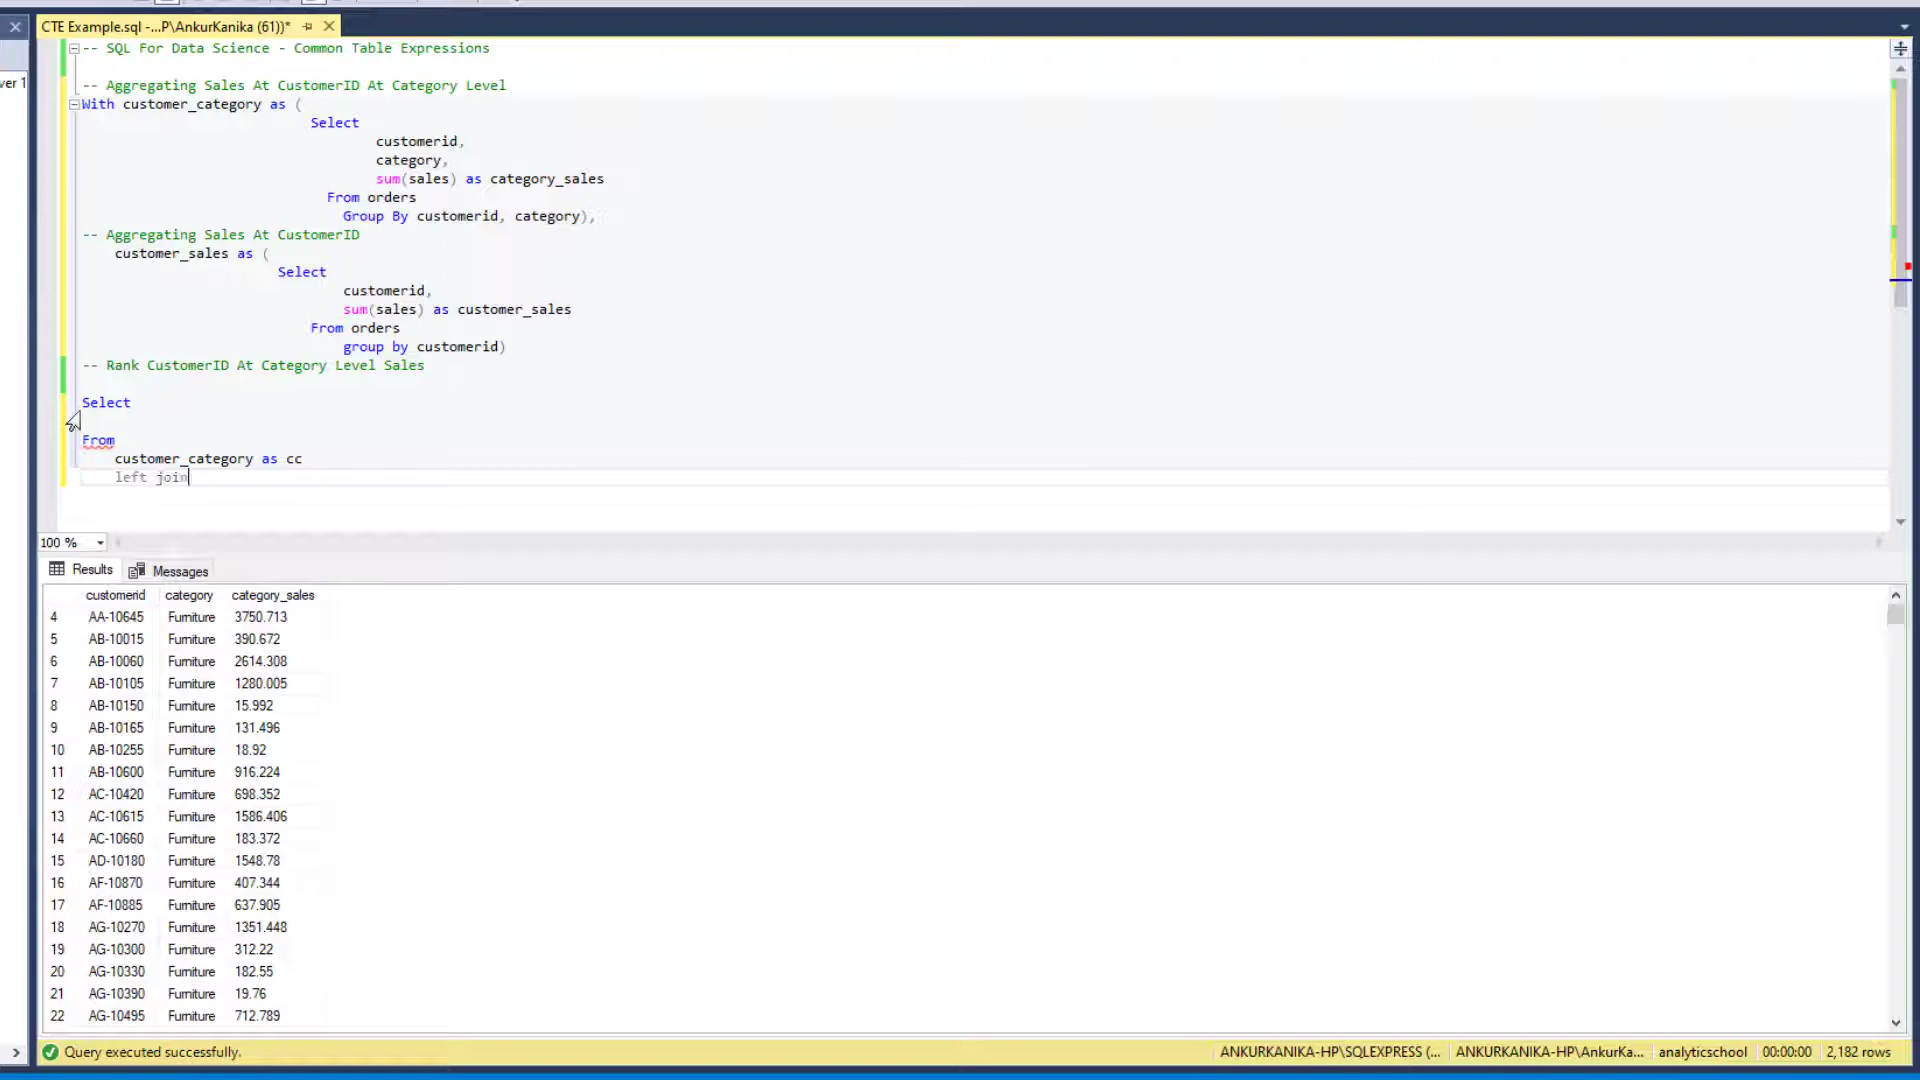 CTE Example.sql -...P\AnkurKanika (61))*
ver 1
-- SQL For Data Science - Common Table Expressions
-- Aggregating Sales At CustomerID At Category Level
With customer_category as (
Select
customerid,
category,
sum(sales) as category_sales
From orders
Group By customerid, category),
-- Aggregating Sales At CustomerID
customer_sales as (
Select
customerid,
sum(sales) as customer_sales
From orders
group by customerid)
-- Rank CustomerID At Category Level Sales
Select
From
customer_category as cc
left join
100 %
Results Messages
customerid category category_sales
4 AA-10645 Furniture 3750.713
5 AB-10015 Furniture 390.672
6 AB-10060 Furniture 2614.308
7 AB-10105 Furniture 1280.005
8 AB-10150 Furniture 15.992
9 AB-10165 Furniture 131.496
10 AB-10255 Furniture 18.92
11 AB-10600 Furniture 916.224
12 AC-10420 Furniture 698.352
13 AC-10615 Furniture 1586.406
14 AC-10660 Furniture 183.372
15 AD-10180 Furniture 1548.78
16 AF-10870 Furniture 407.344
17 AF-10885 Furniture 637.905
18 AG-10270 Furniture 1351.448
19 AG-10300 Furniture 312.22
20 AG-10330 Furniture 182.55
21 AG-10390 Furniture 19.76
22 AG-10495 Furniture 712.789
Query executed successfully. ANKURKANIKA-HP\SQLEXPRESS (... ANKURKANIKA-HP\AnkurKa... analyticschool 00:00:00 2,182 rows